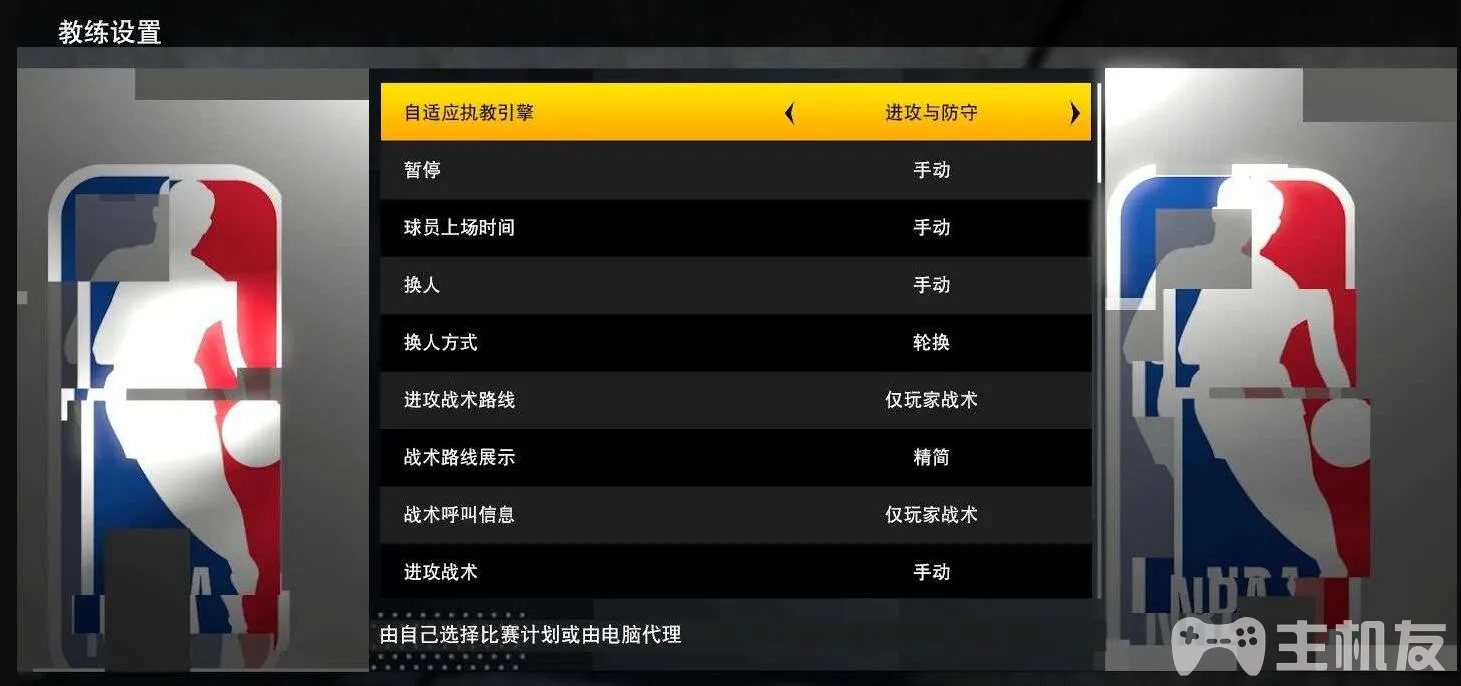 教练设置
自适应执教引擎 进攻与防守
暂停 手动
球员上场时间 手动
换人 手动
换人方式 轮换
进攻战术路线 仅玩家战术
战术路线展示 精简
战术呼叫信息 仅玩家战术
进攻战术 手动
由自己选择比赛计划或由电脑代理
NBA
主机友